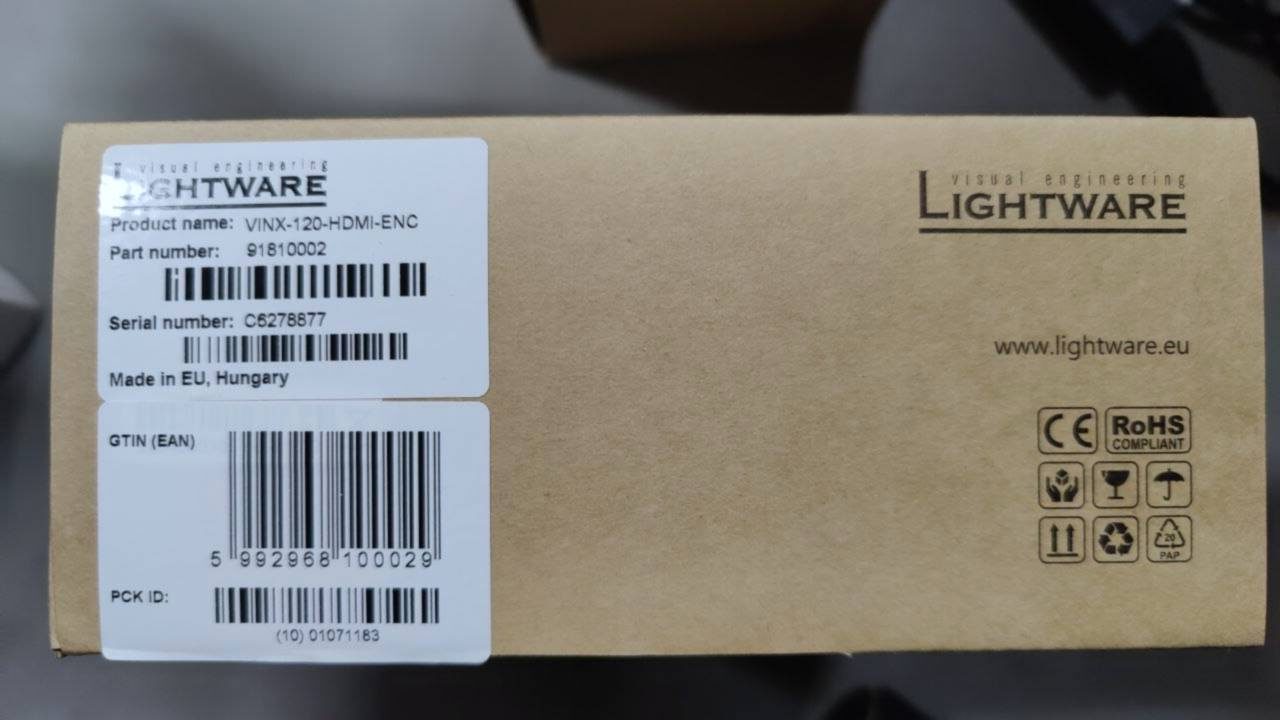 visual engineering
LIGHTWARE
Product name: VINX-120-HDMI-ENC
Part number: 91810002
Serial number: C6278877
Made in EU, Hungary
GTIN (EAN)
5 992968 100029
PCK ID:
(10) 01071183
visual engineering
LIGHTWARE
www.lightware.eu
CE
RoHS
COMPLIANT
20
PAP